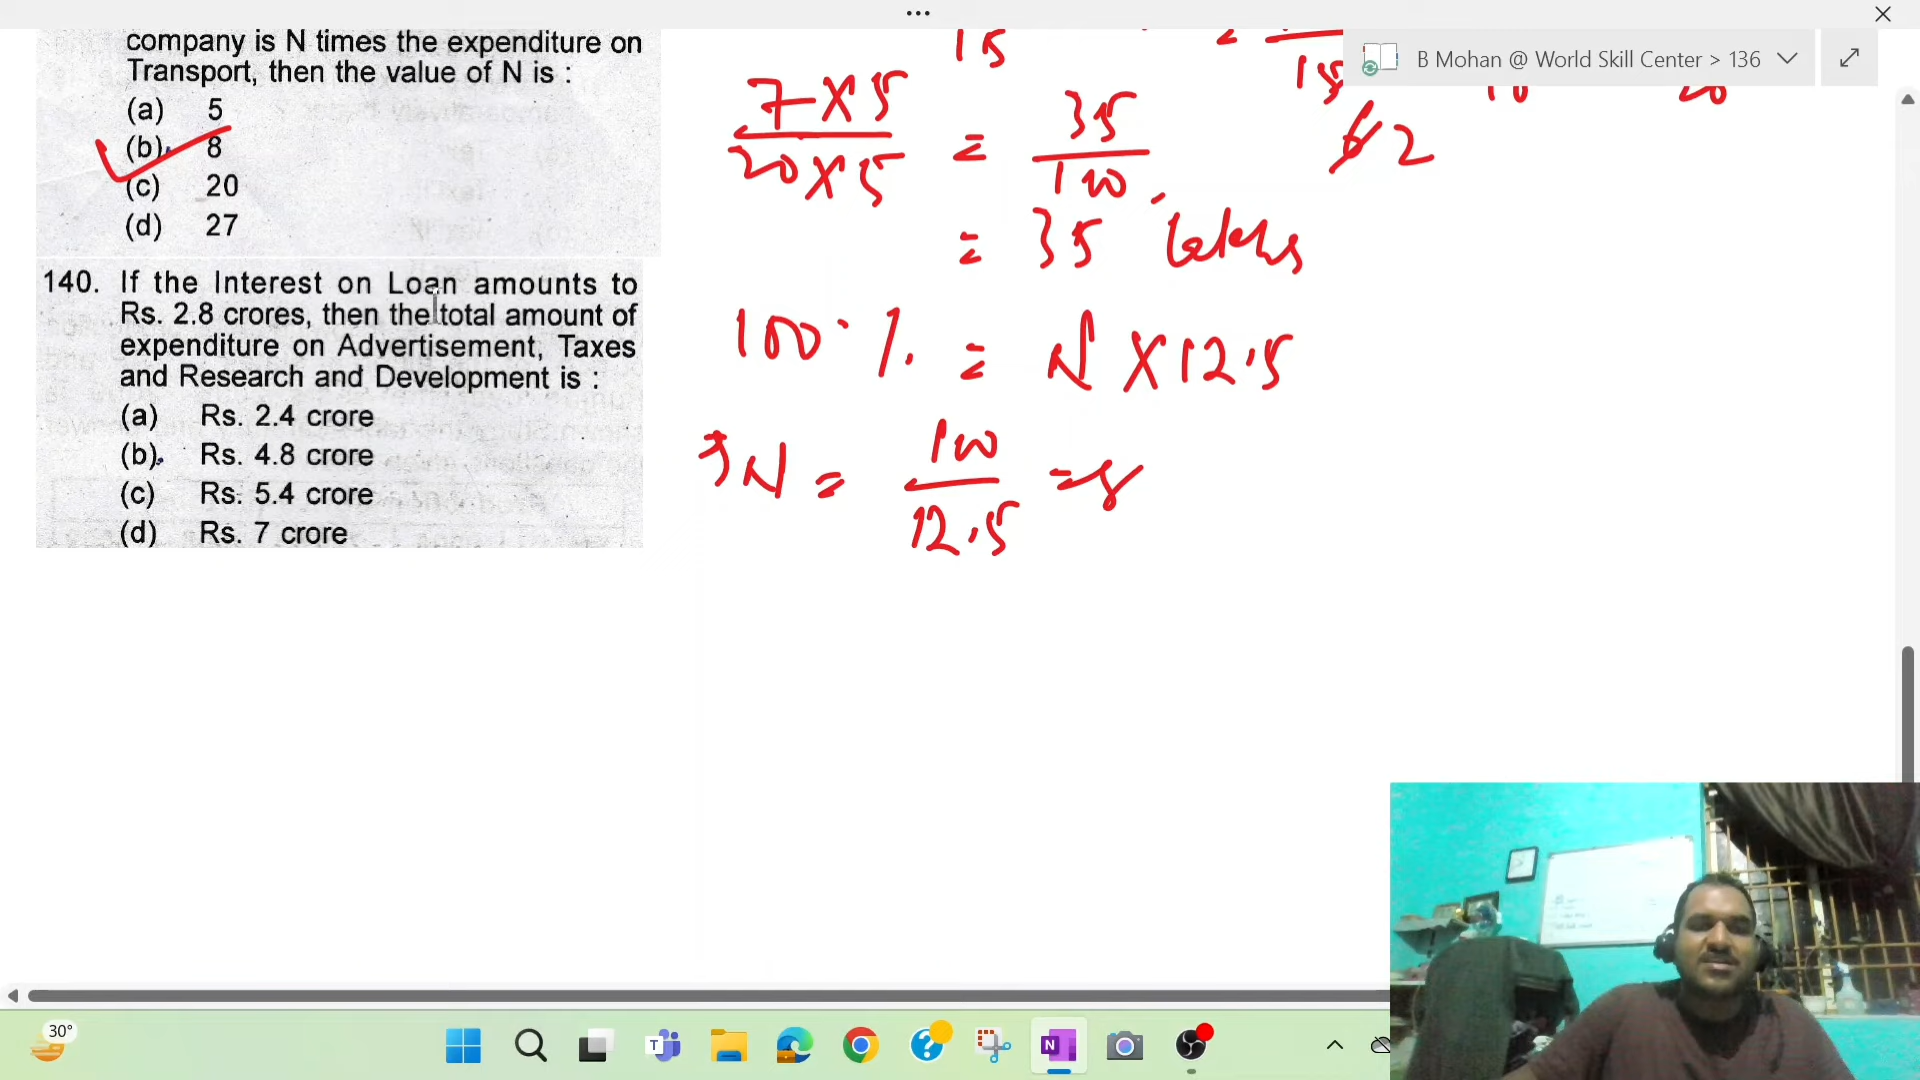 company is N times the expenditure on
Transport, then the value of N is :
(a) 5
(b) 8
(c) 20
(d) 27
140. If the Interest on Loan amounts to
Rs. 2.8 crores, then the total amount of
expenditure on Advertisement, Taxes
and Research and Development is :
(a) Rs. 2.4 crore
(b) Rs. 4.8 crore
(c) Rs. 5.4 crore
(d) Rs. 7 crore
15
15
7 X 5
20 X 5
= 35
100
= 35 lakhs
6 2
100 % = N X 12.5
N = 100
12.5
= 8
B Mohan @ World Skill Center > 136
30°